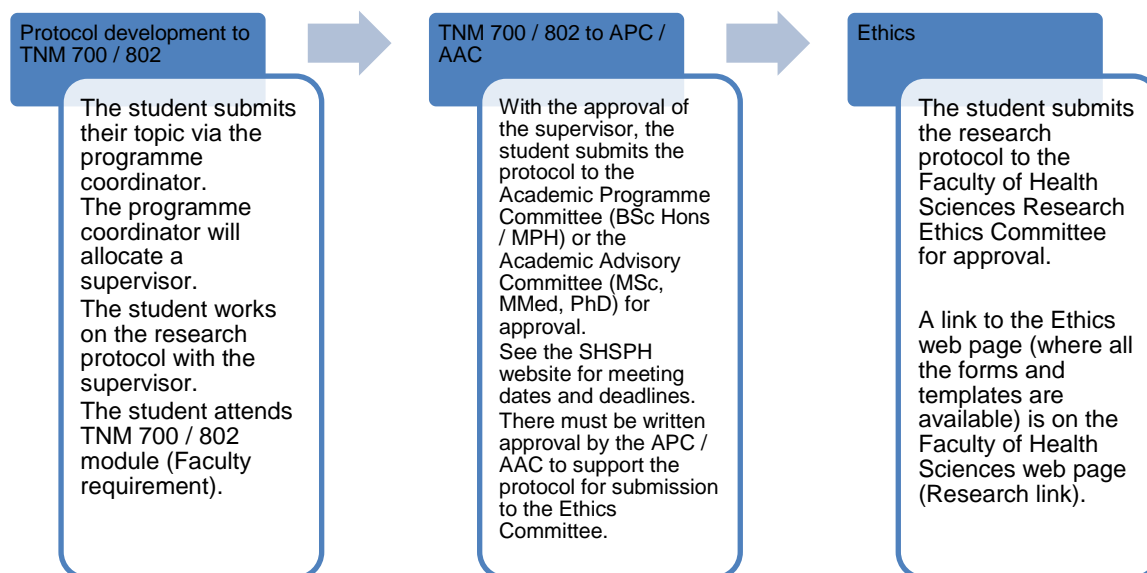 Protocol development to
TNM 700 / 802
The student submits
their topic via the
programme
coordinator.
The programme
coordinator will
allocate a
supervisor.
The student works
on the research
protocol with the
supervisor.
The student attends
TNM 700 / 802
module (Faculty
requirement).
TNM 700 / 802 to APC /
AAC
With the approval of
the supervisor, the
student submits the
protocol to the
Academic Programme
Committee (BSc Hons
/ MPH) or the
Academic Advisory
Committee (MSc,
MMed, PhD) for
approval.
See the SHSPH
website for meeting
dates and deadlines.
There must be written
approval by the APC /
AAC to support the
protocol for submission
to the Ethics
Committee.
Ethics
The student submits
the research
protocol to the
Faculty of Health
Sciences Research
Ethics Committee
for approval.
A link to the Ethics
web page (where all
the forms and
templates are
available) is on the
Faculty of Health
Sciences web page
(Research link).